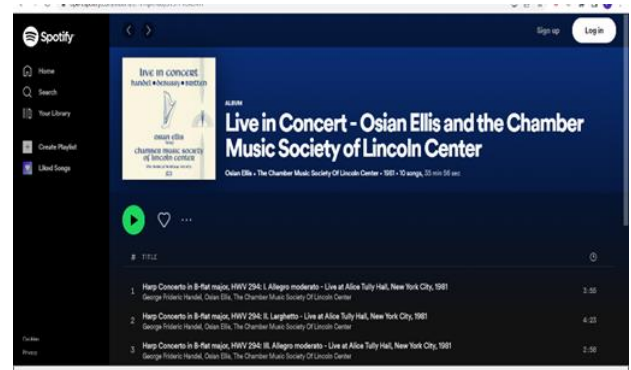 Spotify
Home
Search
Your Library
Create Playlist
Liked Songs
Cookies
Privacy
Sign up
Log in
live in concert
handel • debussy • britten
osian ellis
chamber music society
of lincoln center
ALBUM
Live in Concert - Osian Ellis and the Chamber
Music Society of Lincoln Center
Osian Ellis • The Chamber Music Society Of Lincoln Center • 1981 • 10 songs, 55 min 56 sec
# TITLE
1 Harp Concerto in B-flat major, HWV 294: I. Allegro moderato - Live at Alice Tully Hall, New York City, 1981 3:55
George Frideric Handel, Osian Ellis, The Chamber Music Society Of Lincoln Center
2 Harp Concerto in B-flat major, HWV 294: II. Larghetto - Live at Alice Tully Hall, New York City, 1981 4:23
George Frideric Handel, Osian Ellis, The Chamber Music Society Of Lincoln Center
3 Harp Concerto in B-flat major, HWV 294: III. Allegro moderato - Live at Alice Tully Hall, New York City, 1981 2:50
George Frideric Handel, Osian Ellis, The Chamber Music Society Of Lincoln Center